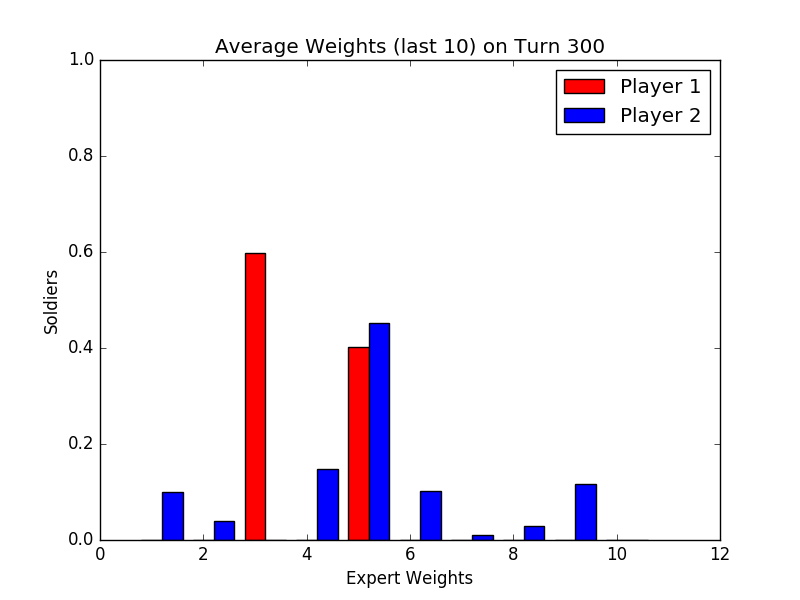 Average Weights (last 10) on Turn 300
Player 1
Player 2
1.0
0.8
0.6
0.4
0.2
0.0
Soldiers
0 2 4 6 8 10 12
Expert Weights